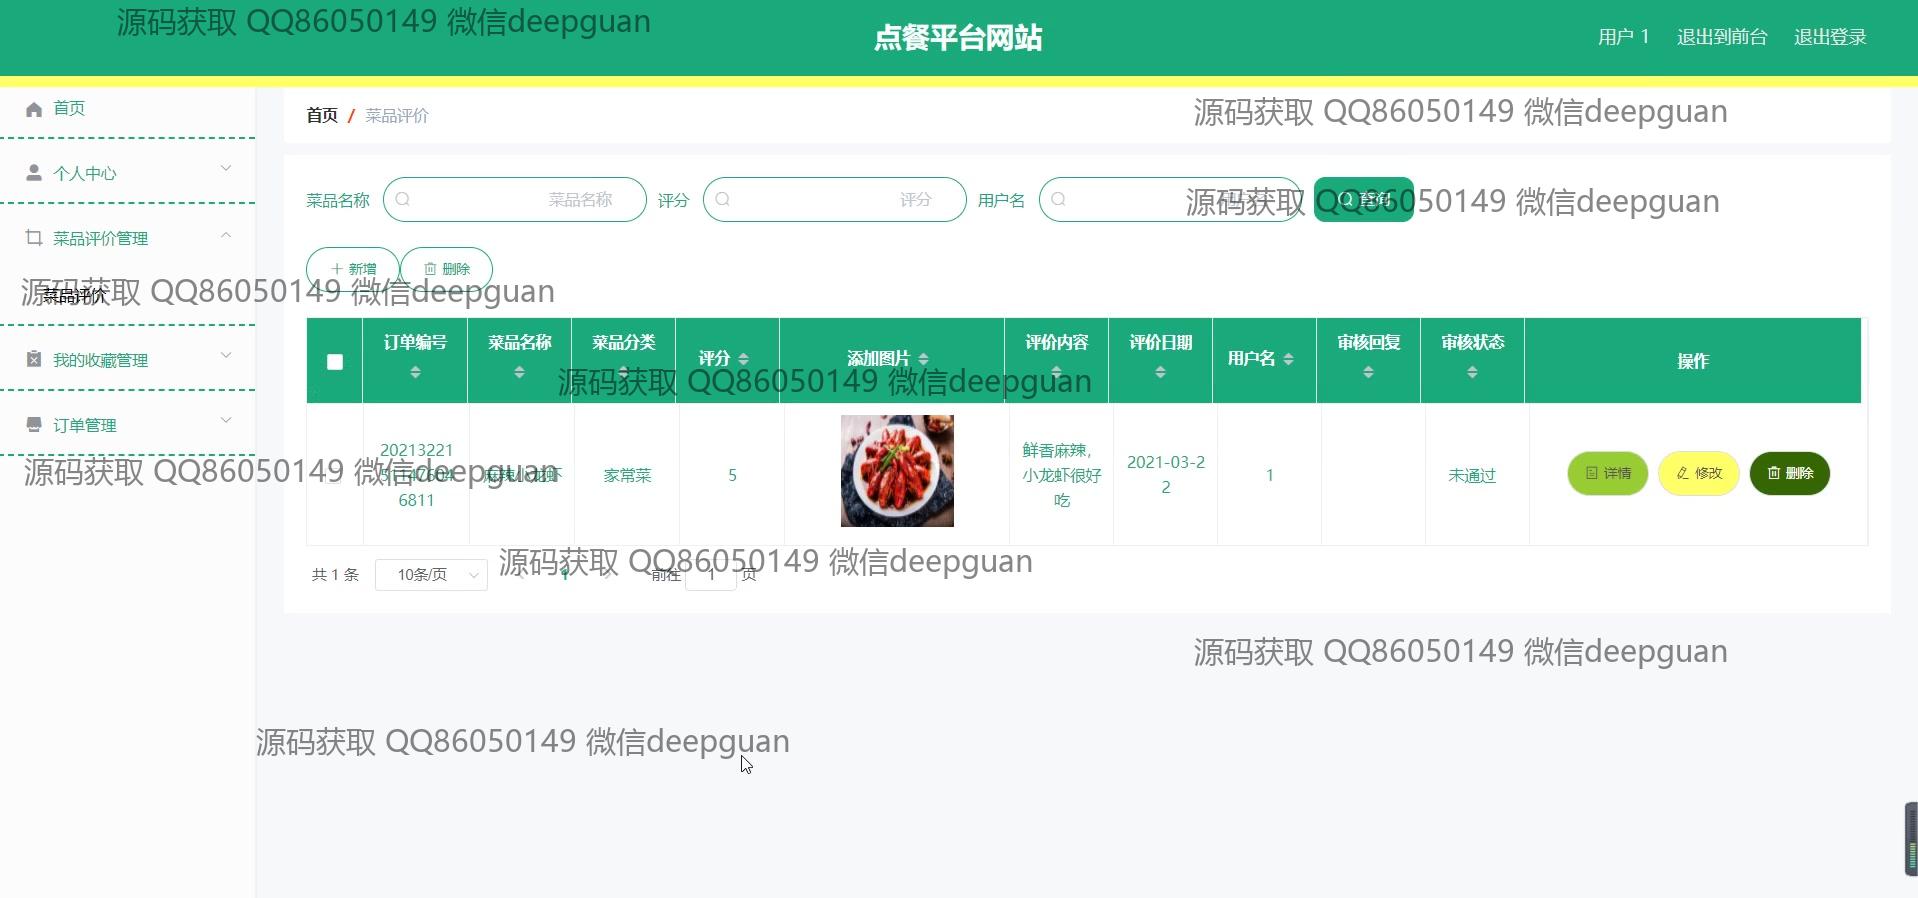 源码获取 QQ86050149 微信deepguan
点餐平台网站
用户 1 退出到前台 退出登录
首页
个人中心
菜品评价管理
菜品评价
我的收藏管理
订单管理
首页 / 菜品评价
源码获取 QQ86050149 微信deepguan
菜品名称 菜品名称 评分 评分 用户名 查询
源码获取 QQ86050149 微信deepguan
新增 删除
源码获取 QQ86050149 微信deepguan
订单编号 菜品名称 菜品分类 评分 添加图片 评价内容 评价日期 用户名 审核回复 审核状态 操作
源码获取 QQ86050149 微信deepguan
20213221
6811
麻辣小龙虾
家常菜
5
鲜香麻辣,
小龙虾很好
吃
2021-03-2
2
1
未通过
详情 修改 删除
源码获取 QQ86050149 微信deepguan
共 1 条 10条/页 1 前往 1 页
源码获取 QQ86050149 微信deepguan
源码获取 QQ86050149 微信deepguan
源码获取 QQ86050149 微信deepguan